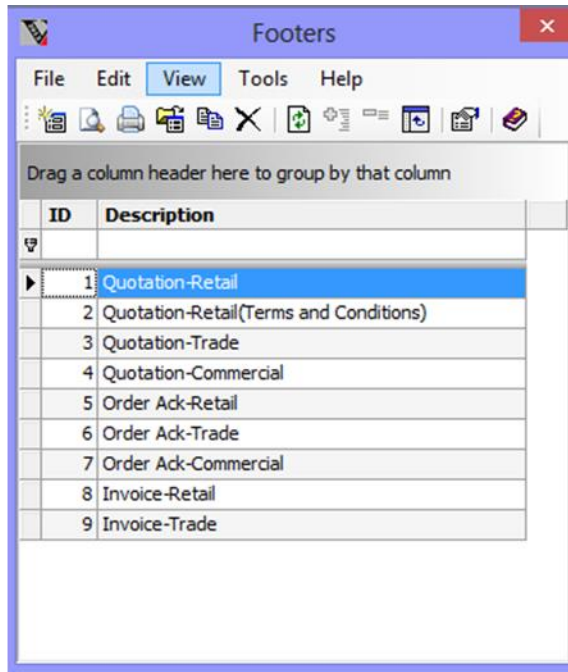 Footers
File Edit View Tools Help
Drag a column header here to group by that column
ID Description
1 Quotation-Retail
2 Quotation-Retail(Terms and Conditions)
3 Quotation-Trade
4 Quotation-Commercial
5 Order Ack-Retail
6 Order Ack-Trade
7 Order Ack-Commercial
8 Invoice-Retail
9 Invoice-Trade